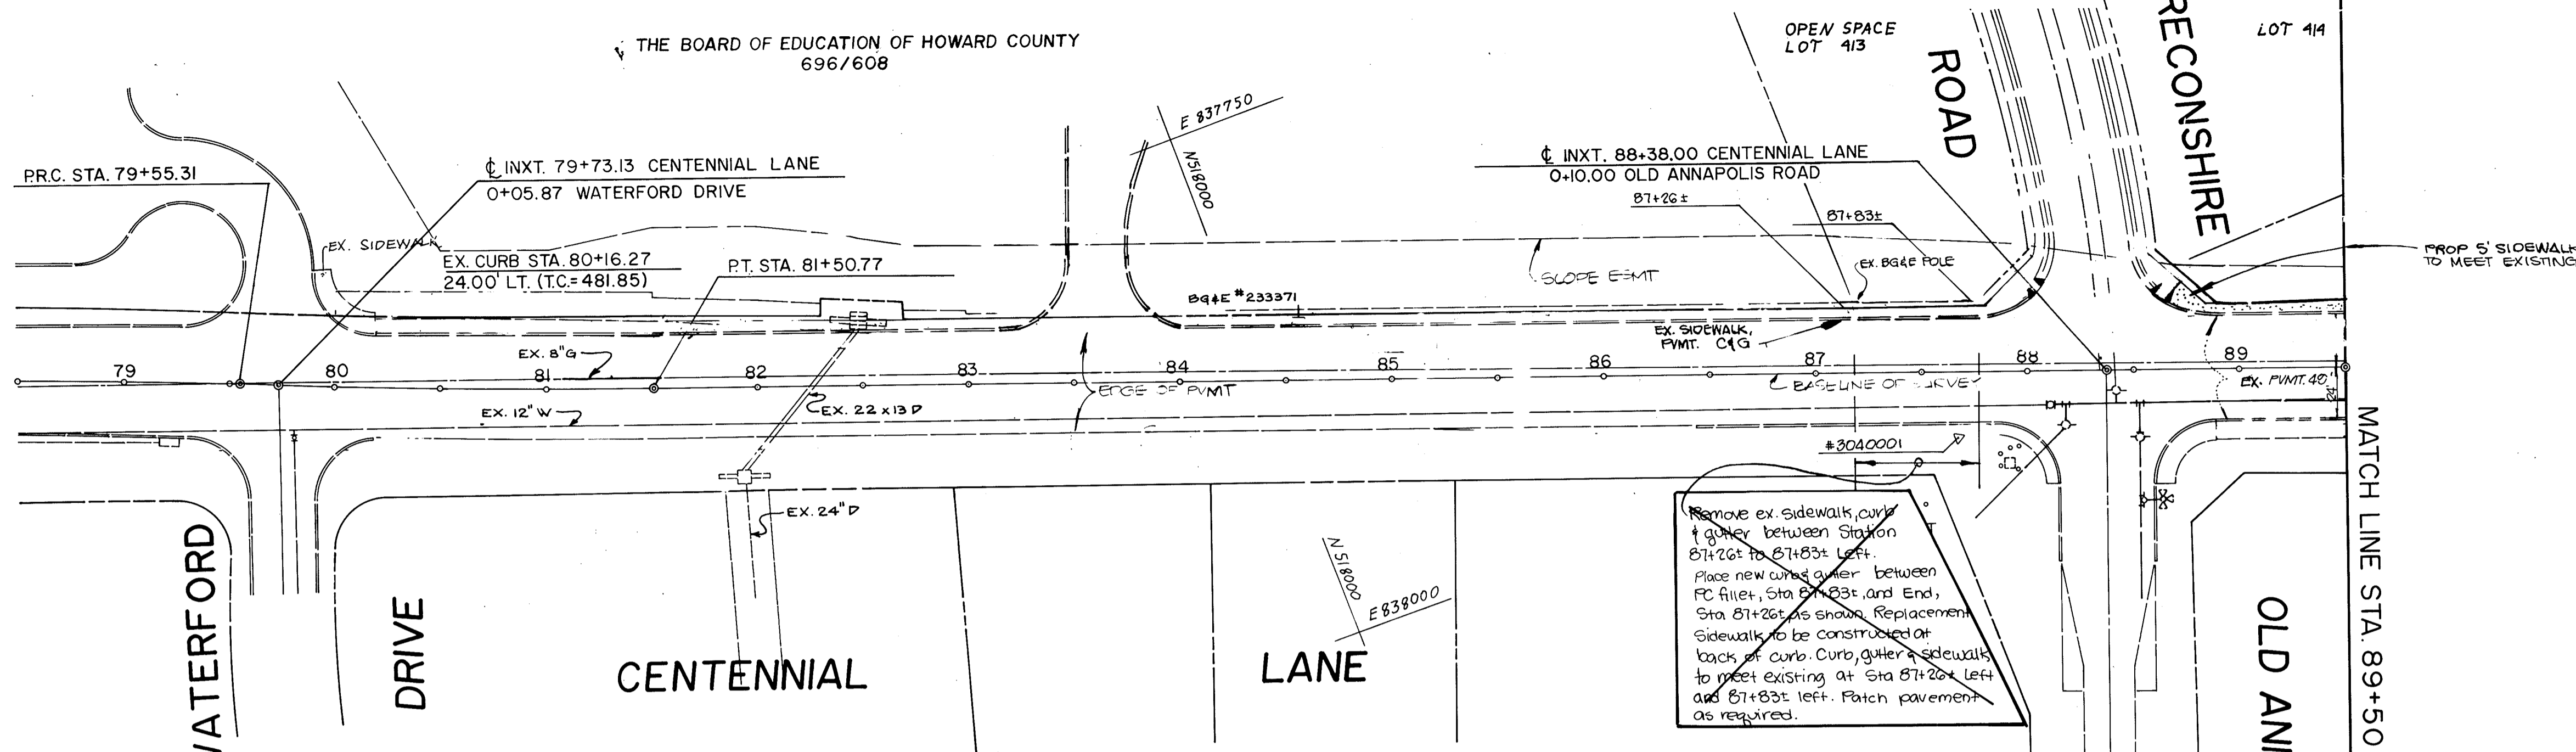 THE BOARD OF EDUCATION OF HOWARD COUNTY
696/608
OPEN SPACE
LOT 413
LOT 414
ROAD
RECONSHIRE
E 837750
N518000
P.R.C. STA. 79+55.31
℄ INXT. 79+73.13 CENTENNIAL LANE
0+05.87 WATERFORD DRIVE
℄ INXT. 88+38.00 CENTENNIAL LANE
0+10.00 OLD ANNAPOLIS ROAD
87+26±
87+83±
EX. SIDEWALK
EX. CURB STA. 80+16.27
24.00' LT. (T.C.= 481.85)
P.T. STA. 81+50.77
SLOPE ESMT
EX. BG&E POLE
PROP 5' SIDEWALK
TO MEET EXISTING
BG&E #233371
EX. SIDEWALK,
PVMT. C&G
EX. 8"G
79 80 81 82 83 84 85 86 87 88 89
EDGE OF PVMT
BASELINE OF SURVEY
EX. PVMT. 40'
EX. 12" W
EX. 22 x 13 D
#3040001
EX. 24" D
MATCH LINE STA. 89+50
Remove ex. sidewalk, curb
& gutter between Station
87+26± to 87+83± Left.
Place new curb & gutter between
PC fillet, Sta 87+83±, and End,
Sta 87+26± as shown. Replacement
Sidewalk to be constructed at
back of curb. Curb, gutter & sidewalk
to meet existing at Sta 87+26± Left
and 87+83± left. Patch pavement
as required.
N 518000
E 838000
WATERFORD
DRIVE
CENTENNIAL
LANE
OLD ANN